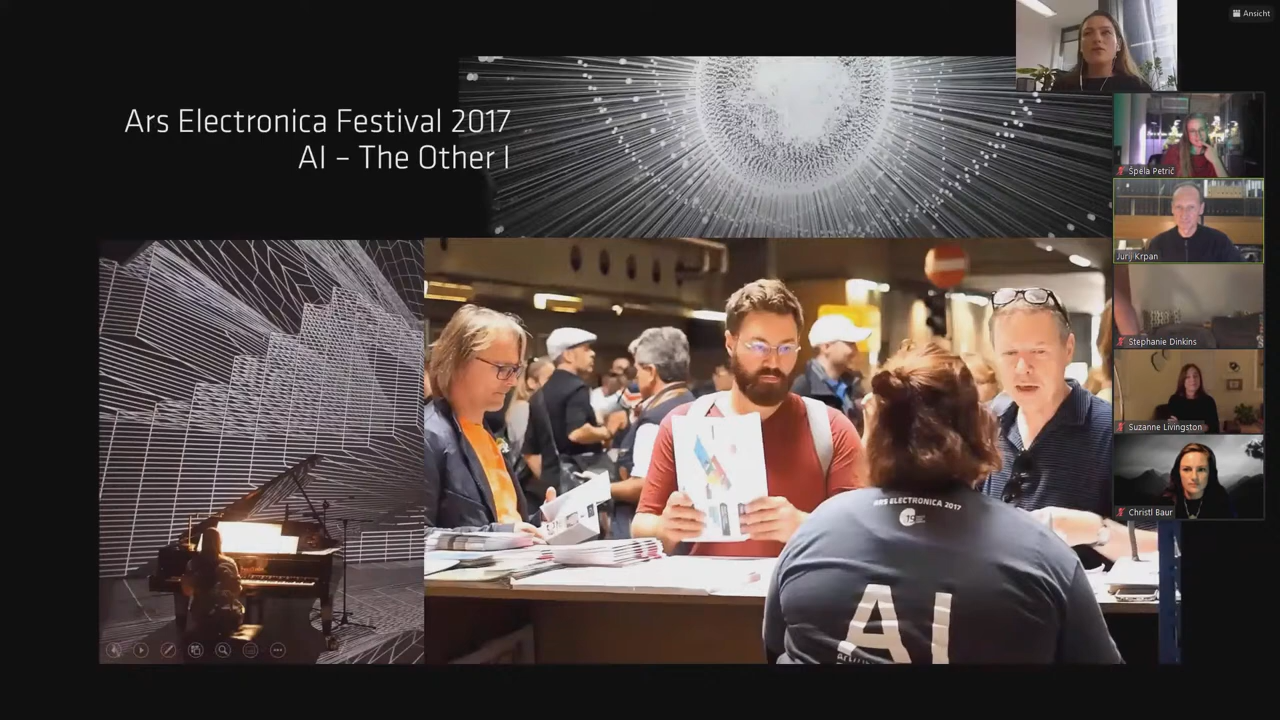 Ansicht
Ars Electronica Festival 2017
AI – The Other I
Špela Petrič
Jurij Krpan
Stephanie Dinkins
Suzanne Livingston
Christl Baur
ARS ELECTRONICA 2017
AI